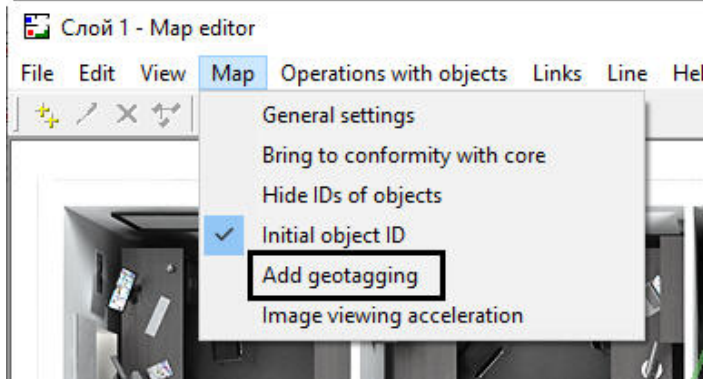 Слой 1 - Map editor
File Edit View Map Operations with objects Links Line Hel
General settings
Bring to conformity with core
Hide IDs of objects
Initial object ID
Add geotagging
Image viewing acceleration